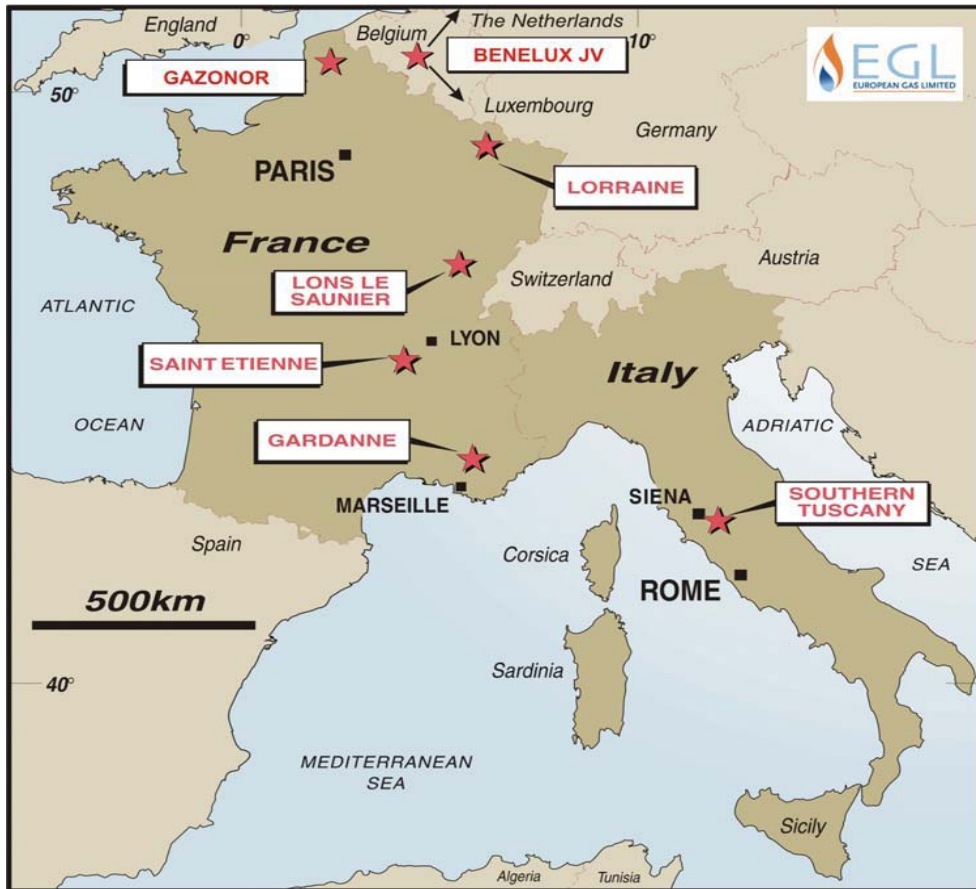 England
0°
Belgium
The Netherlands
10°
GAZONOR
BENELUX JV
EGL
EUROPEAN GAS LIMITED
50°
Luxembourg
Germany
PARIS
LORRAINE
France
LONS LE
SAUNIER
Switzerland
Austria
ATLANTIC
LYON
SAINT ETIENNE
Italy
OCEAN
ADRIATIC
GARDANNE
MARSEILLE
SIENA
SOUTHERN
TUSCANY
Spain
Corsica
SEA
500km
ROME
40°
Sardinia
MEDITERRANEAN
SEA
Sicily
Algeria
Tunisia